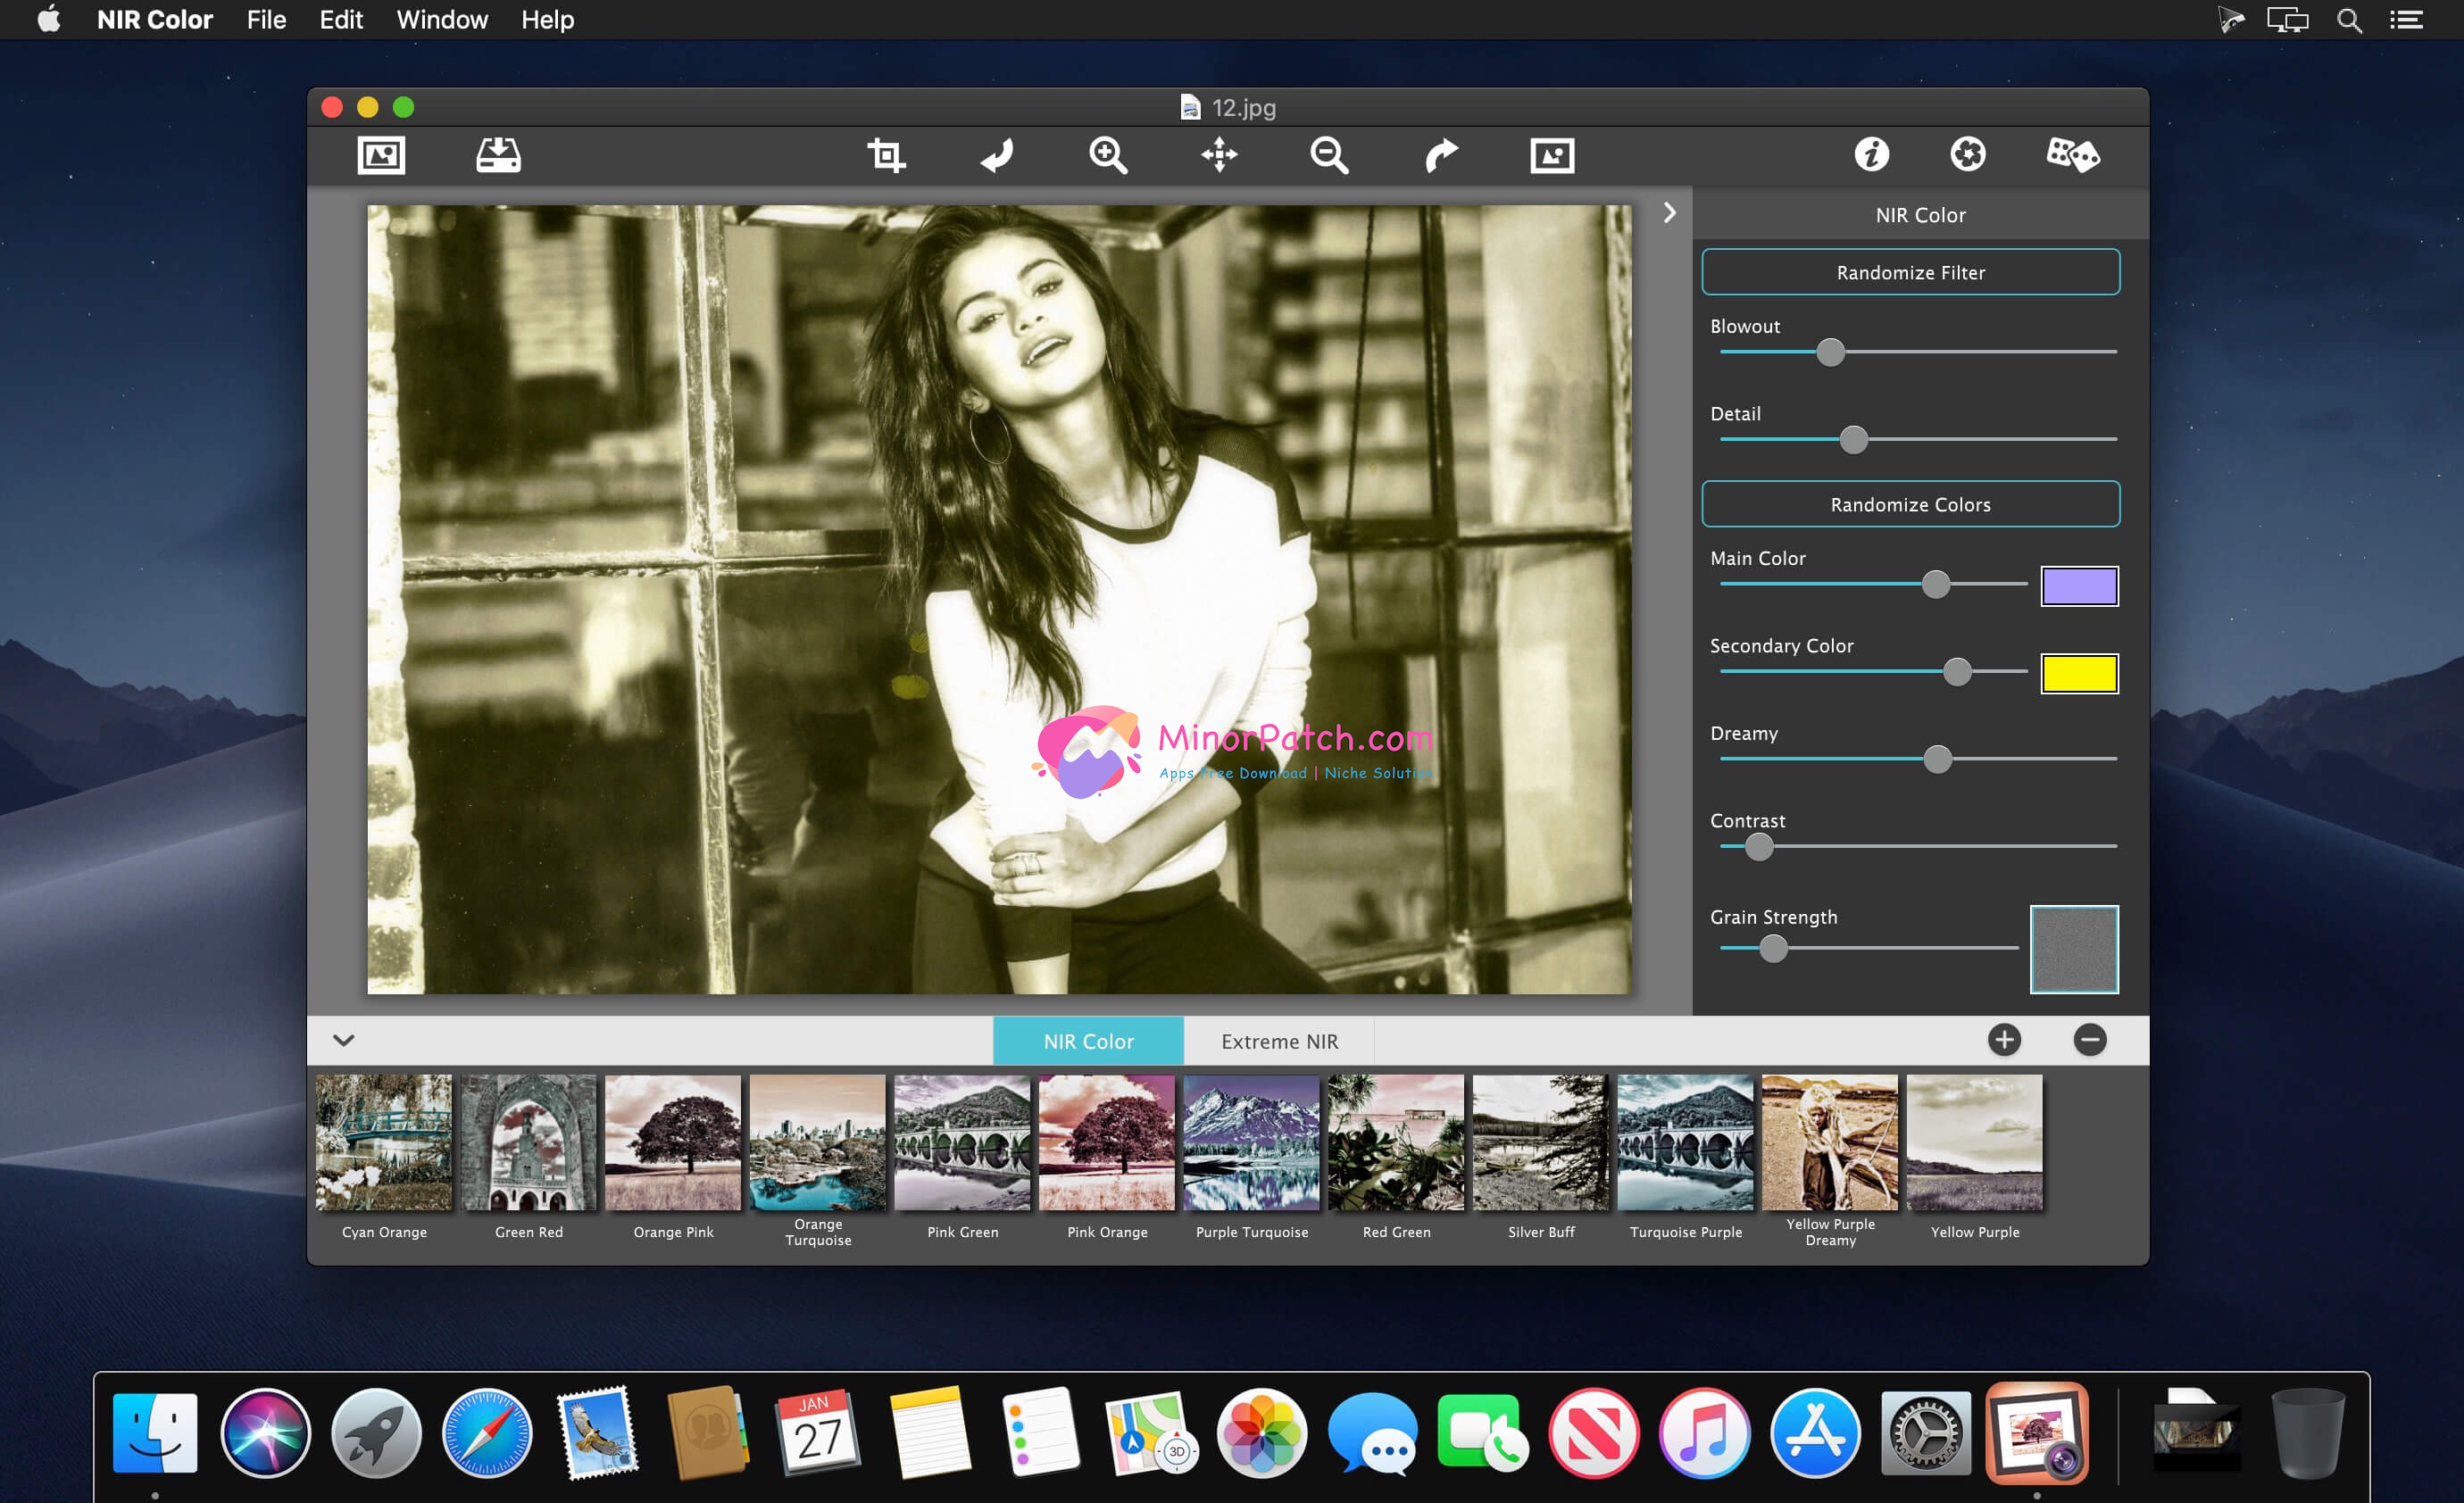 NIR Color File Edit Window Help
12.jpg
NIR Color
Randomize Filter
Blowout
Detail
Randomize Colors
Main Color
Secondary Color
Dreamy
Contrast
Grain Strength
MinorPatch.com
Apps Free Download | Niche Solution
NIR Color Extreme NIR
Cyan Orange
Green Red
Orange Pink
Orange
Turquoise
Pink Green
Pink Orange
Purple Turquoise
Red Green
Silver Buff
Turquoise Purple
Yellow Purple
Dreamy
Yellow Purple
JAN
27
3D